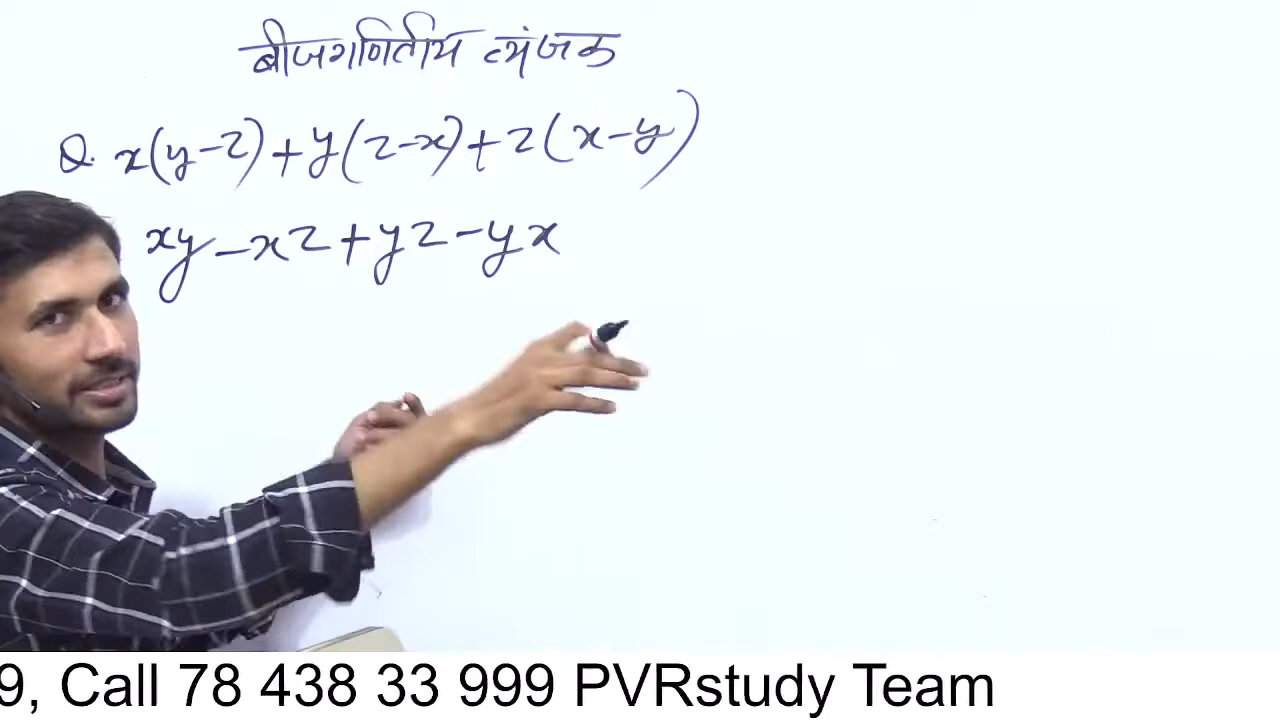 बीजगणितीय व्यंजक
Q. x(y-z)+y(z-x)+z(x-y)
xy-xz+yz-yx
9, Call 78 438 33 999 PVRstudy Team